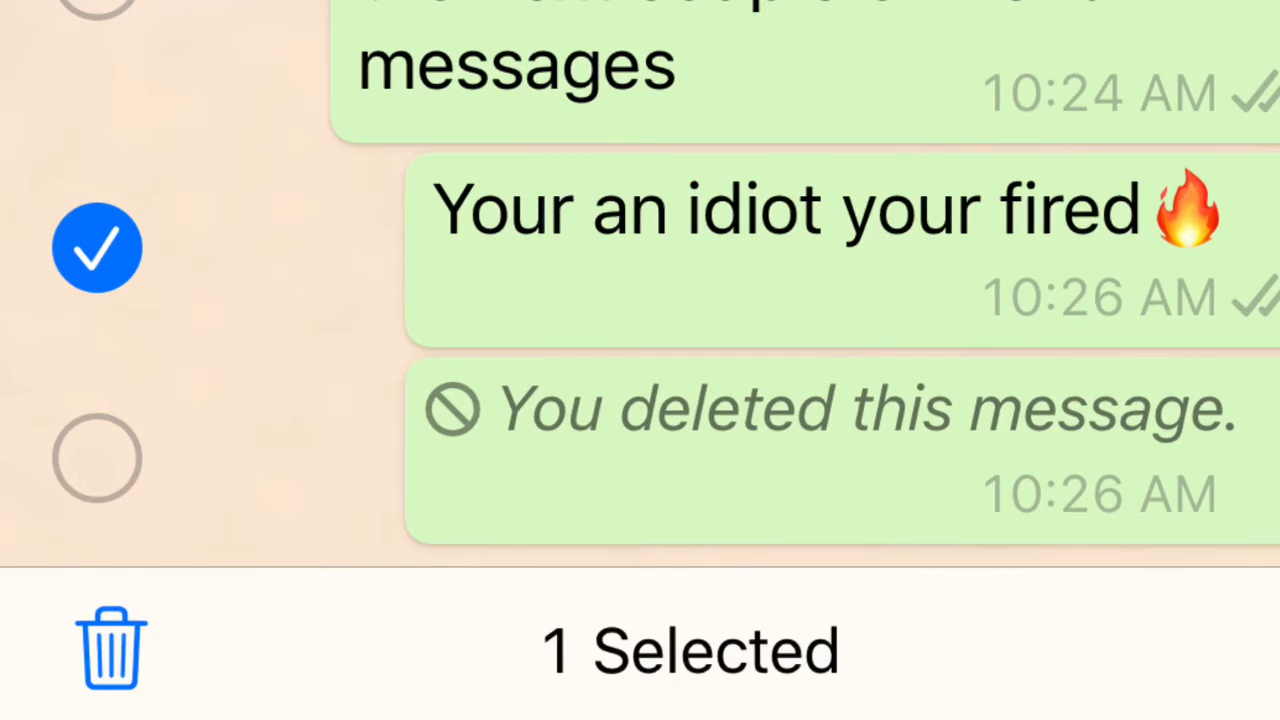 messages
10:24 AM
Your an idiot your fired🔥
10:26 AM
You deleted this message.
10:26 AM
1 Selected